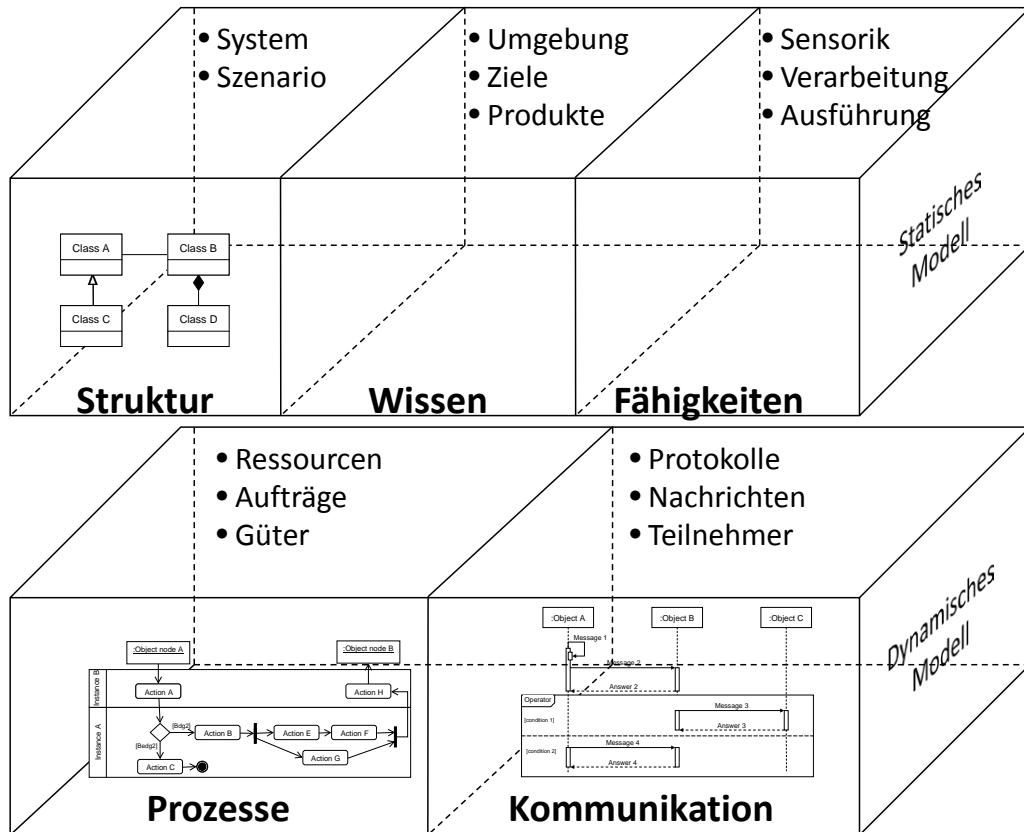 • System
• Szenario
• Umgebung
• Ziele
• Produkte
• Sensorik
• Verarbeitung
• Ausführung
Statisches
Modell
Class A
Class B
Class C
Class D
Struktur
Wissen
Fähigkeiten
• Ressourcen
• Aufträge
• Güter
• Protokolle
• Nachrichten
• Teilnehmer
Dynamisches
Modell
:Object node A
:Object node B
Instance B
Action A
Action H
Instance A
[Bdg2]
Action B
Action E
Action F
[Bedg2]
Action G
Action C
:Object A
:Object B
:Object C
Message 1
Message 2
Answer 2
Operator
Message 3
[condition 1]
Answer 3
Message 4
[condition 2]
Answer 4
Prozesse
Kommunikation